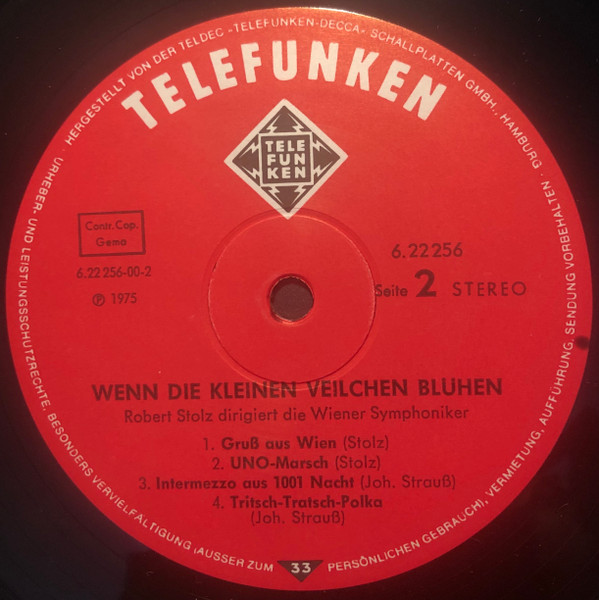 HERGESTELLT VON DER TELDEC »TELEFUNKEN-DECCA« SCHALLPLATTEN GMBH., HAMBURG ·
URHEBER- UND LEISTUNGSSCHUTZRECHTE, BESONDERS VERVIELFÄLTIGUNG (AUSSER ZUM PERSÖNLICHEN GEBRAUCH), VERMIETUNG, AUFFÜHRUNG, SENDUNG VORBEHALTEN ·
TELEFUNKEN
TELE
FUN
KEN
Contr. Cop.
Gema
6.22 256-00-2
Ⓟ 1975
6.22256
Seite 2 STEREO
WENN DIE KLEINEN VEILCHEN BLUHEN
Robert Stolz dirigiert die Wiener Symphoniker
1. Gruß aus Wien (Stolz)
2. UNO-Marsch (Stolz)
3. Intermezzo aus 1001 Nacht (Joh. Strauß)
4. Tritsch-Tratsch-Polka
(Joh. Strauß)
33